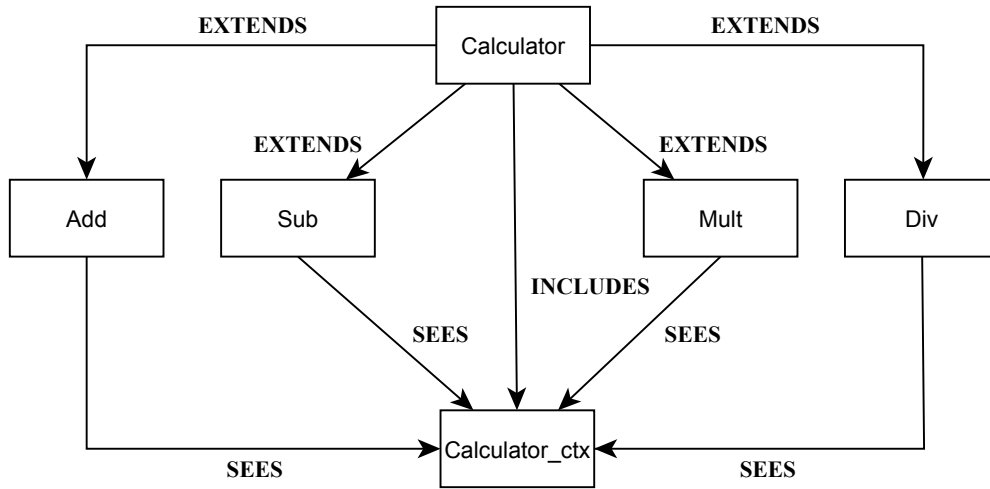 EXTENDS
Calculator
EXTENDS
EXTENDS
EXTENDS
Add
Sub
Mult
Div
INCLUDES
SEES
SEES
Calculator_ctx
SEES
SEES